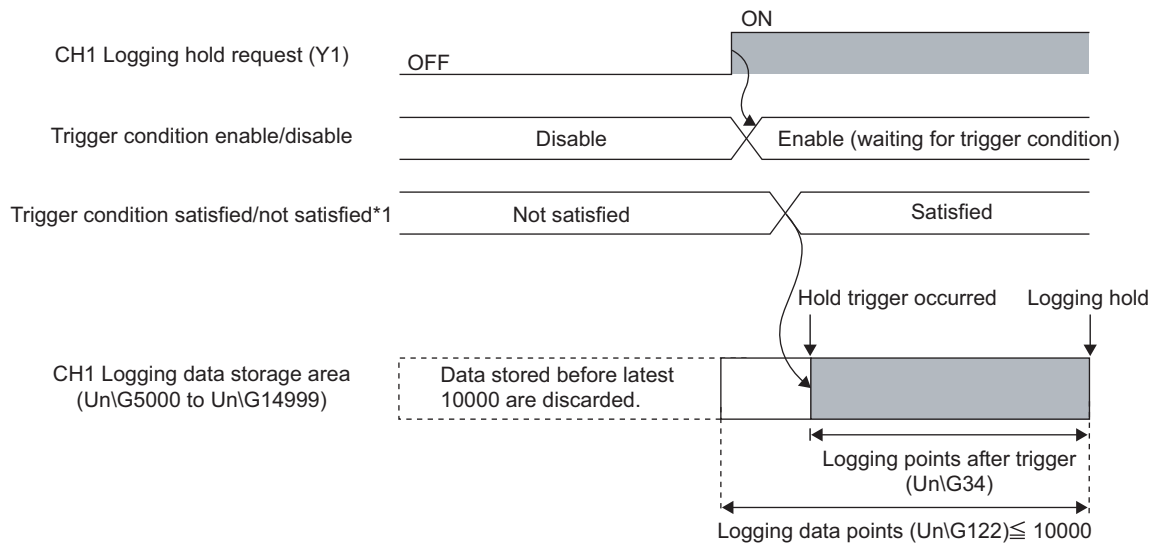 ON
CH1 Logging hold request (Y1)
OFF
Trigger condition enable/disable
Disable
Enable (waiting for trigger condition)
Trigger condition satisfied/not satisfied*1
Not satisfied
Satisfied
Hold trigger occurred
Logging hold
CH1 Logging data storage area
(Un\G5000 to Un\G14999)
Data stored before latest
10000 are discarded.
Logging points after trigger
(Un\G34)
Logging data points (Un\G122)≦ 10000